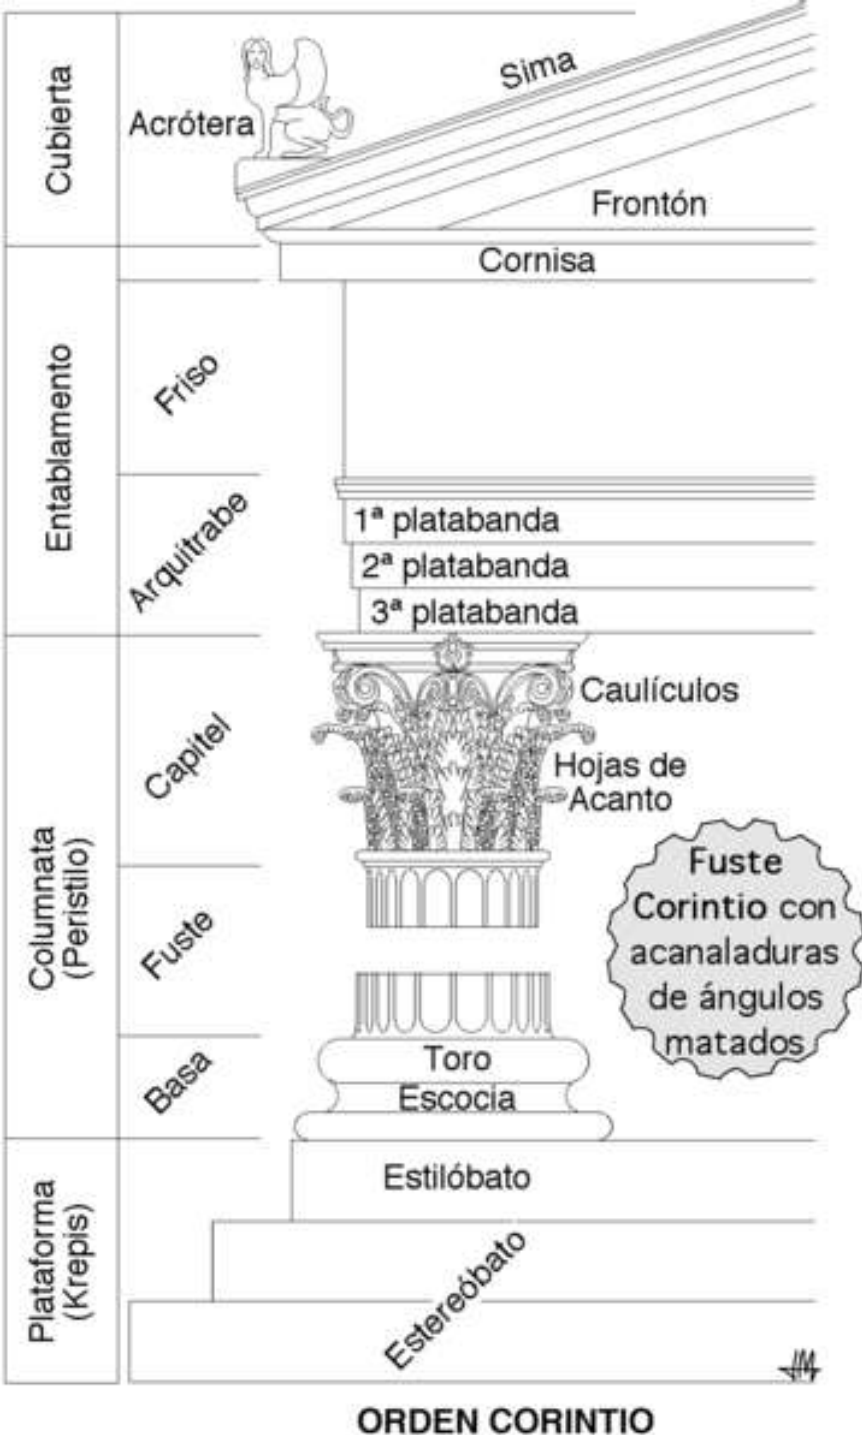 Cubierta
Acrótera
Sima
Frontón
Entablamento
Cornisa
Friso
Arquitrabe
1ª platabanda
2ª platabanda
3ª platabanda
Columnata
(Peristilo)
Capitel
Caulículos
Hojas de
Acanto
Fuste
Fuste
Corintio con
acanaladuras
de ángulos
matados
Basa
Toro
Escocia
Plataforma
(Krepis)
Estilóbato
Estereóbato
ORDEN CORINTIO